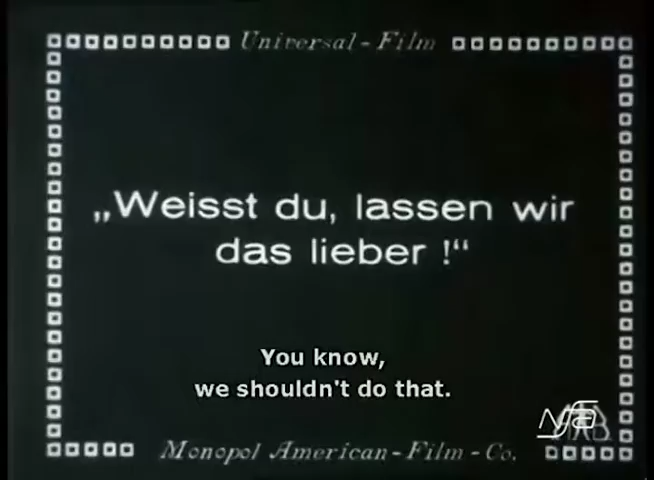 Universal-Film
„Weisst du, lassen wir
das lieber !“
You know,
we shouldn't do that.
Monopol American-Film-Co.